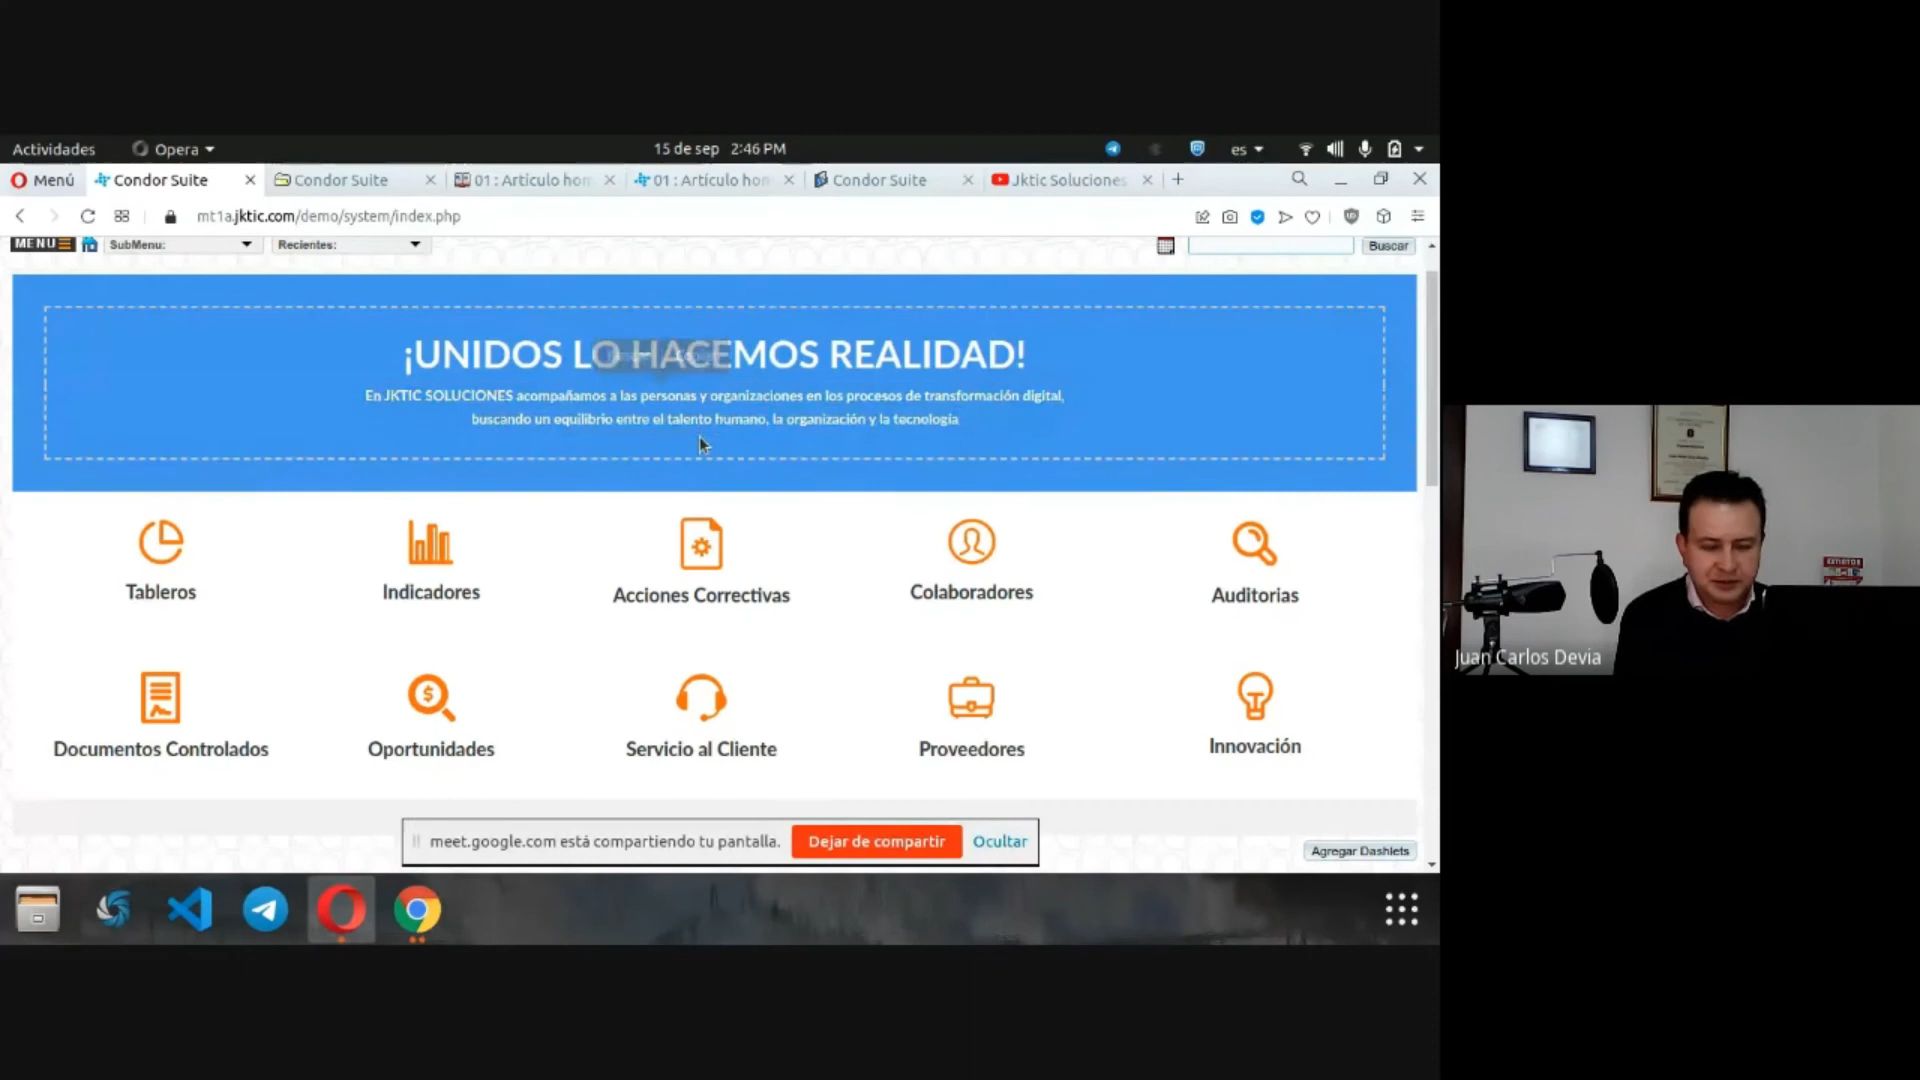 Actividades
Opera
15 de sep 2:46 PM
es
Menú
Condor Suite
Condor Suite
01 : Articulo hom
01 : Articulo hom
Condor Suite
Jktic Soluciones
mt1a.jktic.com/demo/system/index.php
MENU
SubMenu:
Recientes:
Buscar
¡UNIDOS LO HACEMOS REALIDAD!
En JKTIC SOLUCIONES acompañamos a las personas y organizaciones en los procesos de transformación digital,
buscando un equilibrio entre el talento humano, la organización y la tecnología
Tableros
Indicadores
Acciones Correctivas
Colaboradores
Auditorias
Documentos Controlados
Oportunidades
Servicio al Cliente
Proveedores
Innovación
meet.google.com está compartiendo tu pantalla.
Dejar de compartir
Ocultar
Agregar Dashlets
Juan Carlos Devia